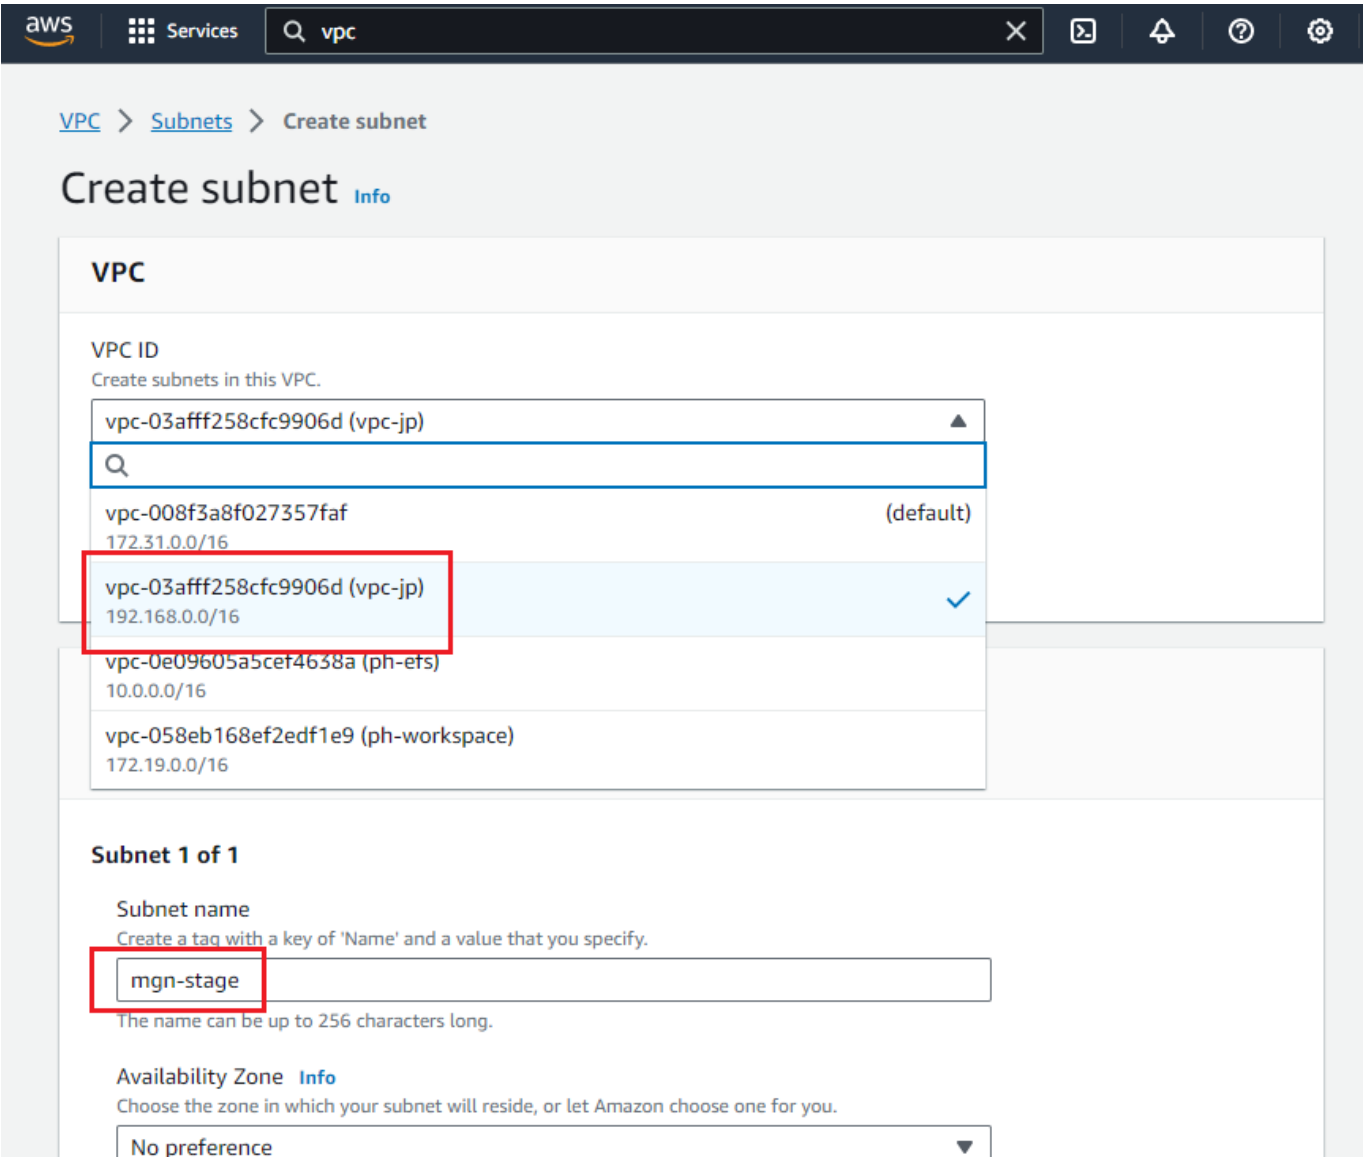 aws Services vpc
VPC > Subnets > Create subnet
Create subnet Info
VPC
VPC ID
Create subnets in this VPC.
vpc-03afff258cfc9906d (vpc-jp)
vpc-008f3a8f027357faf (default)
172.31.0.0/16
vpc-03afff258cfc9906d (vpc-jp)
192.168.0.0/16
vpc-0e09605a5cef4638a (ph-efs)
10.0.0.0/16
vpc-058eb168ef2edf1e9 (ph-workspace)
172.19.0.0/16
Subnet 1 of 1
Subnet name
Create a tag with a key of 'Name' and a value that you specify.
mgn-stage
The name can be up to 256 characters long.
Availability Zone Info
Choose the zone in which your subnet will reside, or let Amazon choose one for you.
No preference